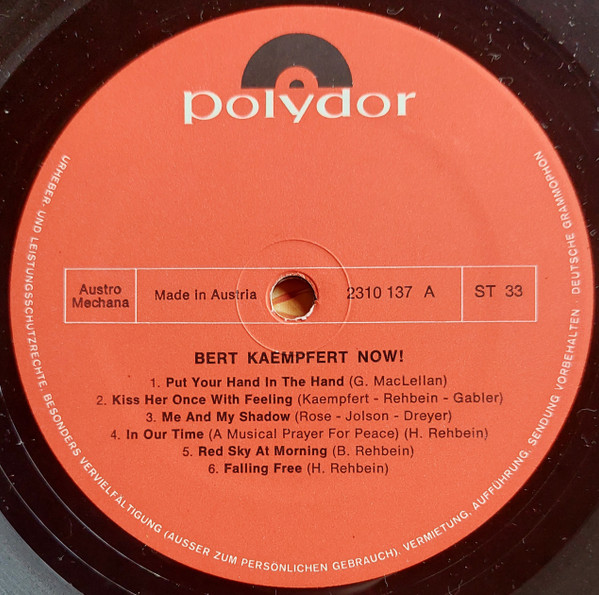 polydor
Austro
Mechana
Made in Austria
2310 137 A
ST 33
BERT KAEMPFERT NOW!
1. Put Your Hand In The Hand (G. MacLellan)
2. Kiss Her Once With Feeling (Kaempfert - Rehbein - Gabler)
3. Me And My Shadow (Rose - Jolson - Dreyer)
4. In Our Time (A Musical Prayer For Peace) (H. Rehbein)
5. Red Sky At Morning (B. Rehbein)
6. Falling Free (H. Rehbein)
URHEBER- UND LEISTUNGSSCHUTZRECHTE, BESONDERS VERVIELFÄLTIGUNG (AUSSER ZUM PERSÖNLICHEN GEBRAUCH), VERMIETUNG, AUFFÜHRUNG, SENDUNG VORBEHALTEN DEUTSCHE GRAMMOPHON